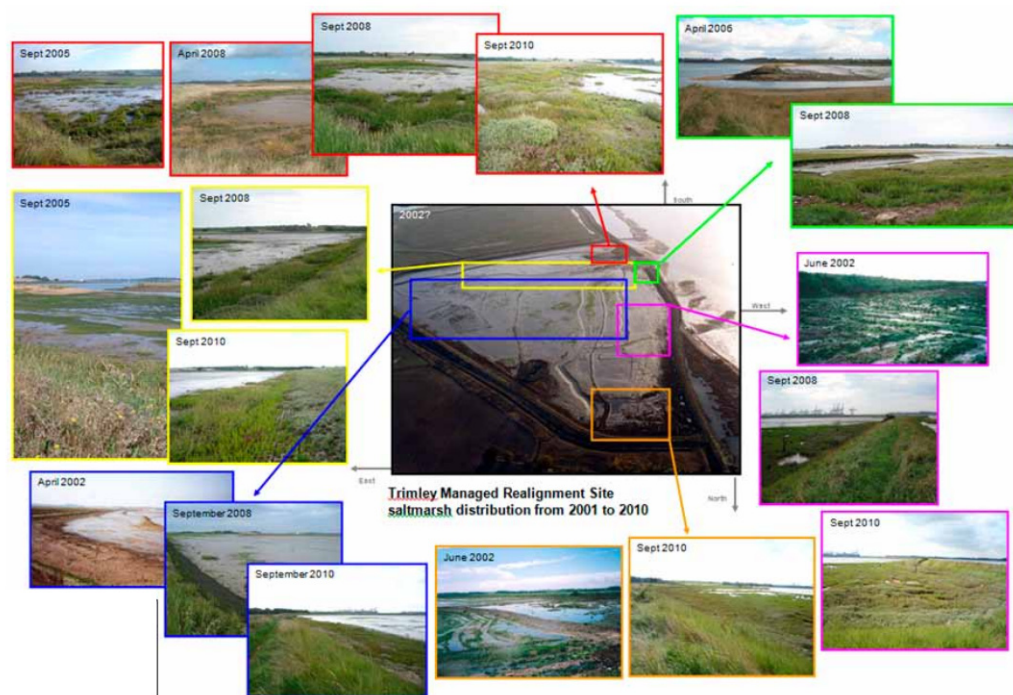 Sept 2005
April 2008
Sept 2008
Sept 2010
April 2006
Sept 2008
Sept 2005
Sept 2008
Sept 2010
2002?
South
West
June 2002
Sept 2008
East
North
Trimley Managed Realignment Site
saltmarsh distribution from 2001 to 2010
April 2002
September 2008
September 2010
June 2002
Sept 2010
Sept 2010